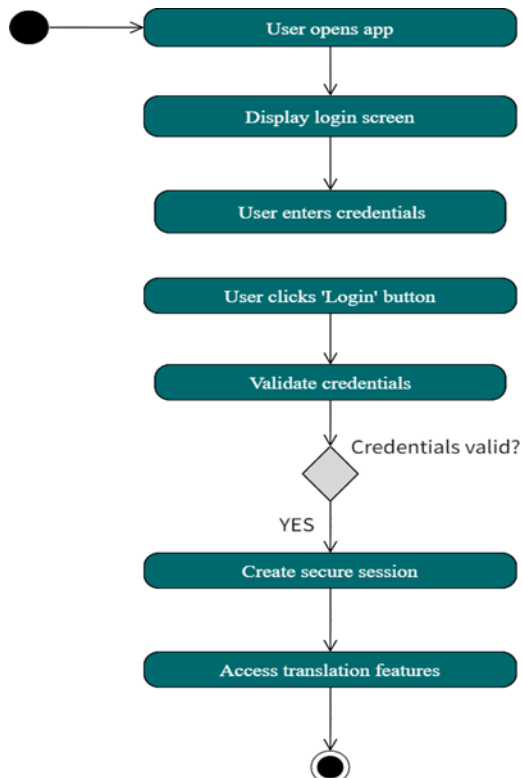 User opens app
Display login screen
User enters credentials
User clicks 'Login' button
Validate credentials
Credentials valid?
YES
Create secure session
Access translation features